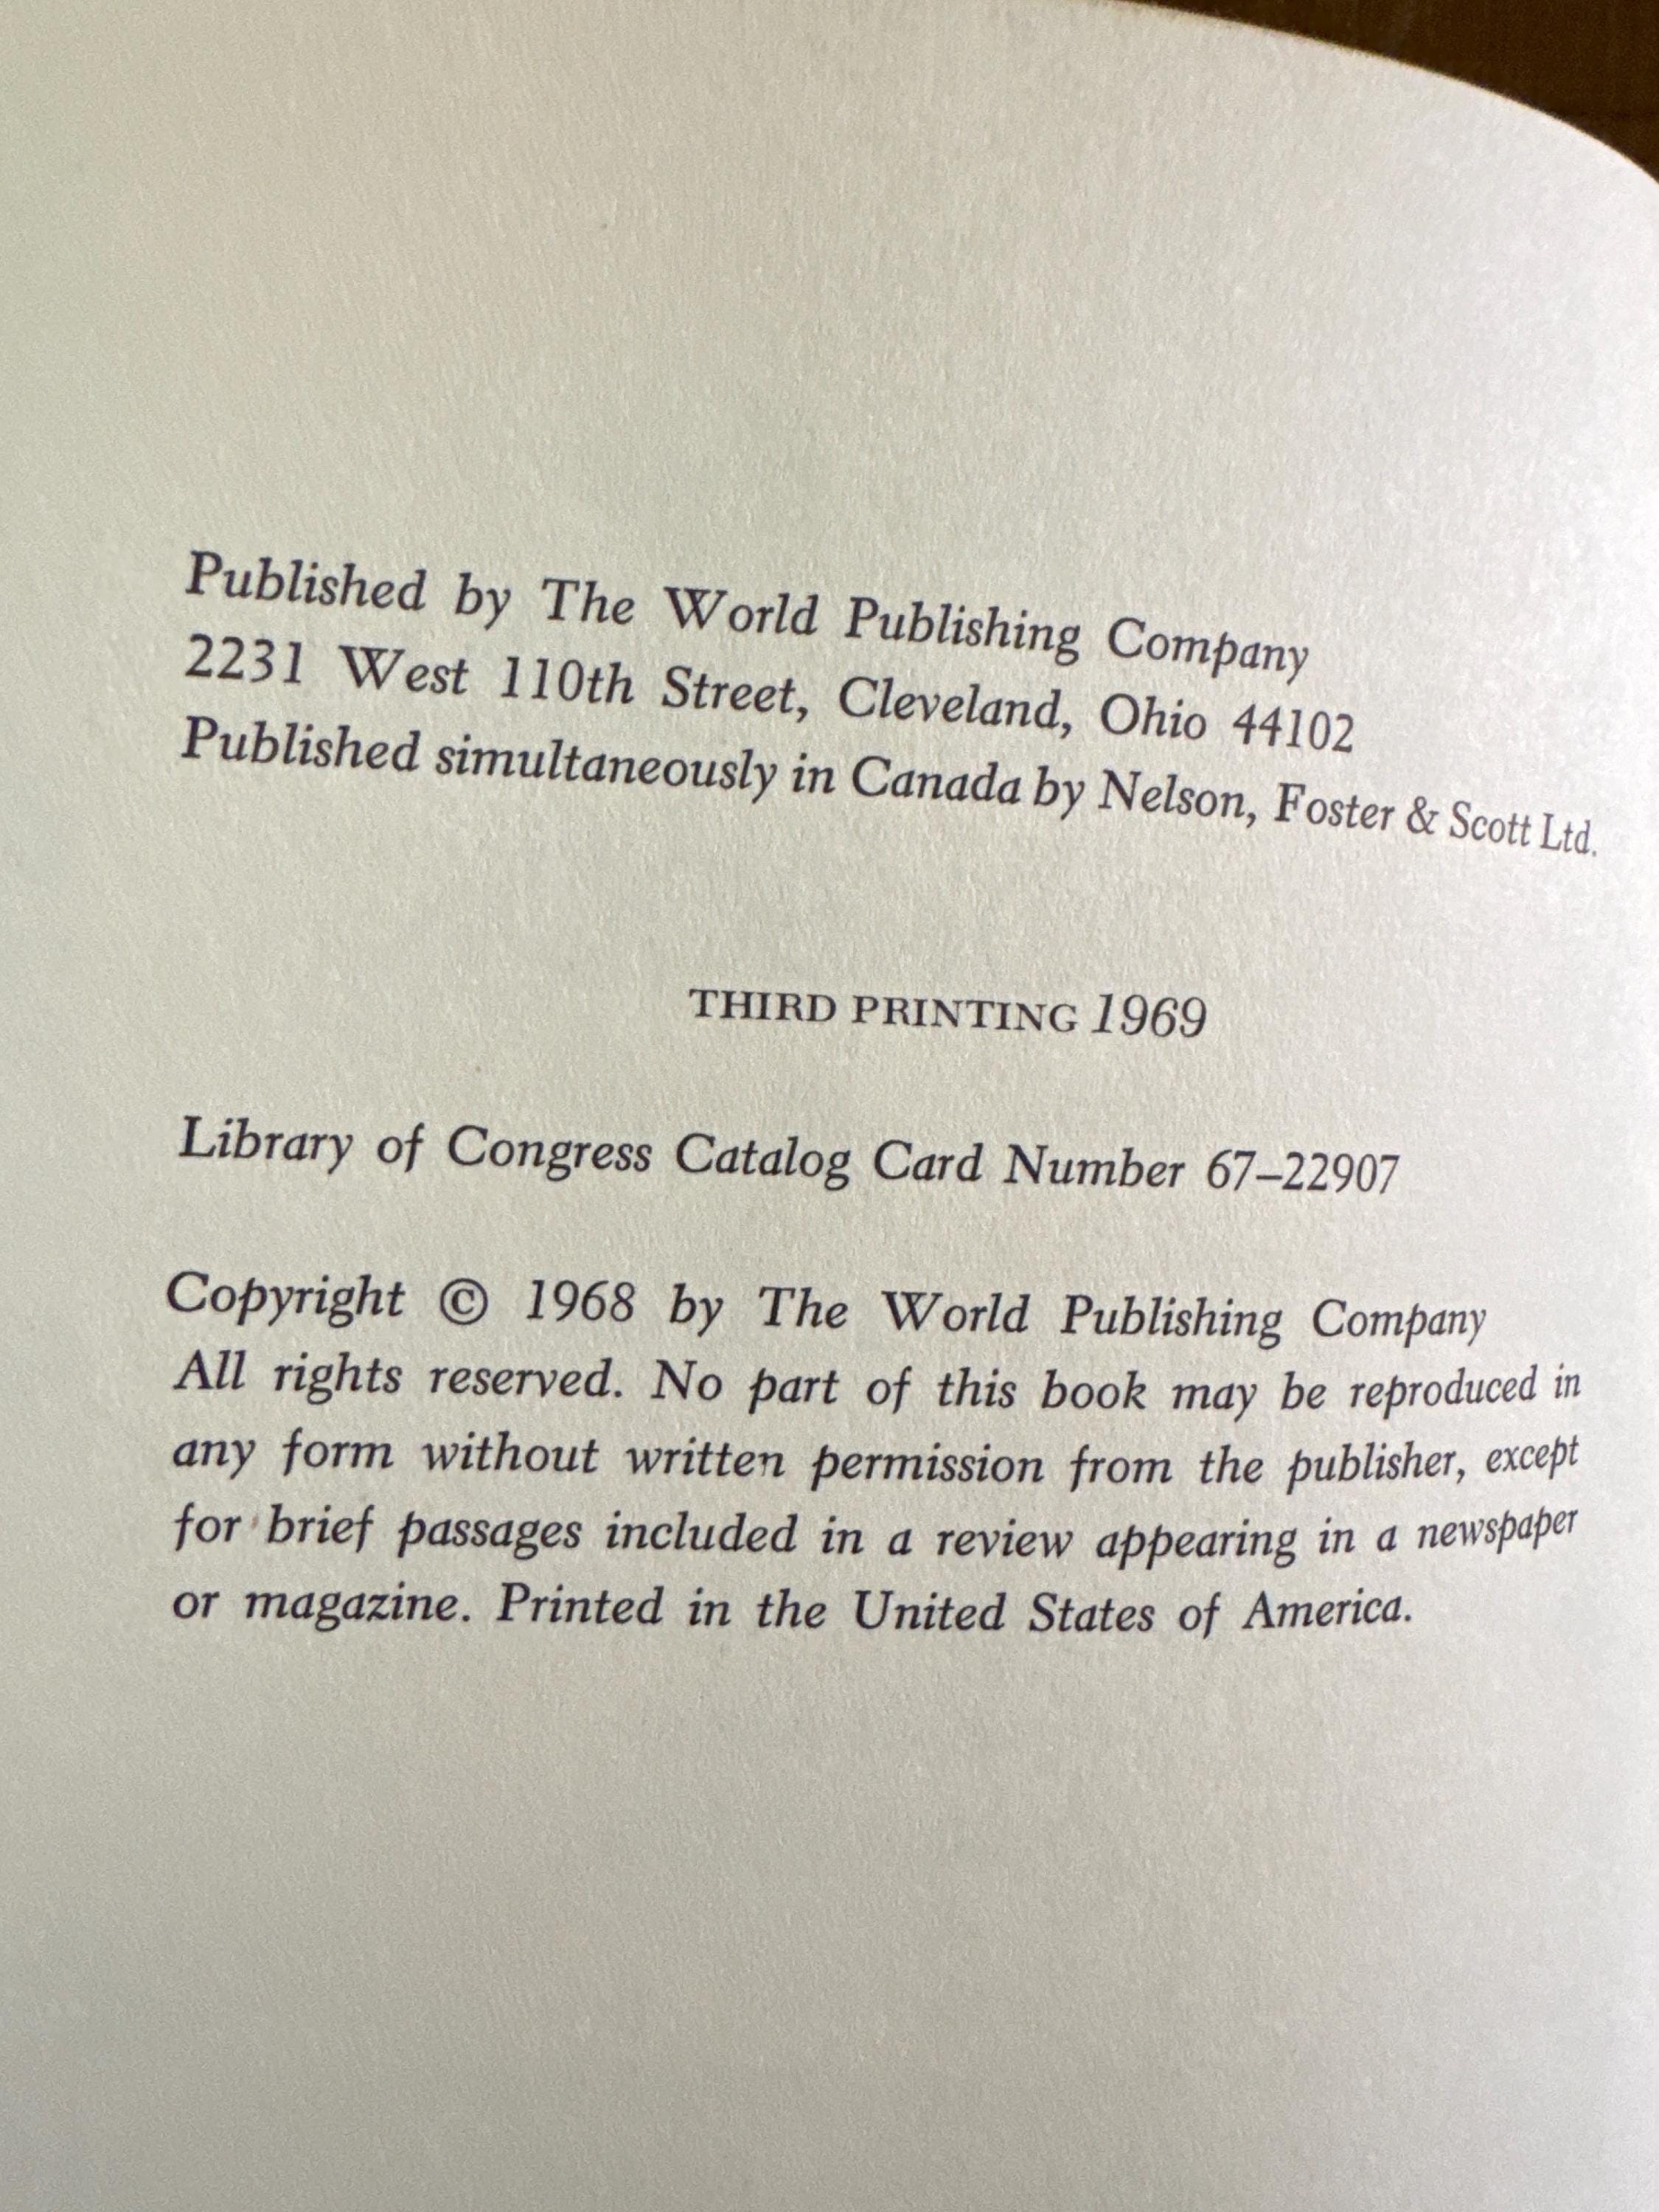 Published by The World Publishing Company
2231 West 110th Street, Cleveland, Ohio 44102
Published simultaneously in Canada by Nelson, Foster & Scott Ltd.
THIRD PRINTING 1969
Library of Congress Catalog Card Number 67–22907
Copyright © 1968 by The World Publishing Company
All rights reserved. No part of this book may be reproduced in
any form without written permission from the publisher, except
for brief passages included in a review appearing in a newspaper
or magazine. Printed in the United States of America.